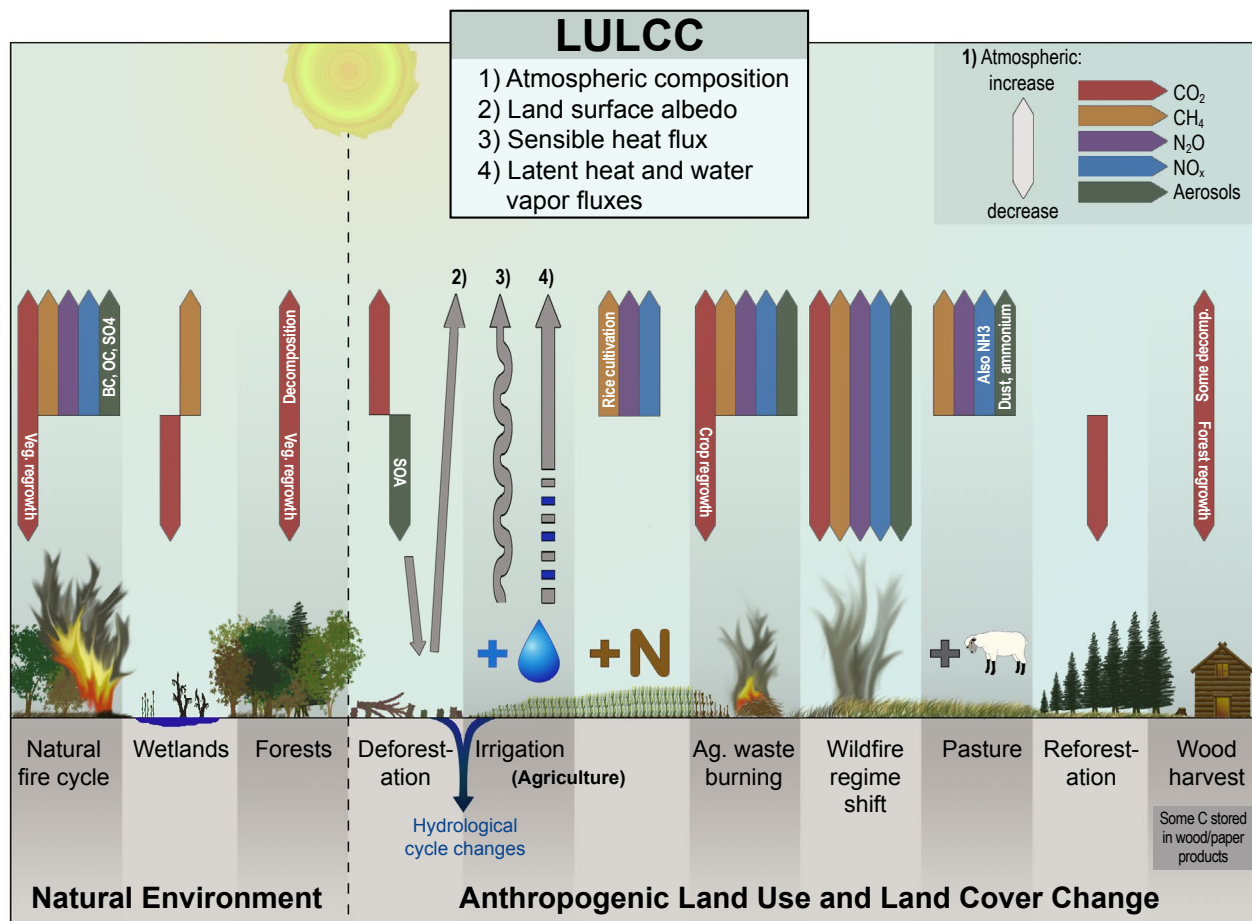 LULCC
1) Atmospheric composition
2) Land surface albedo
3) Sensible heat flux
4) Latent heat and water
vapor fluxes
1) Atmospheric:
increase
decrease
CO₂
CH₄
N₂O
NOₓ
Aerosols
2)
3)
4)
Veg. regrowth
BC, OC, SO4
Decomposition
Veg. regrowth
SOA
Rice cultivation
Crop regrowth
Also NH3
Dust, ammonium
Some decomp.
Forest regrowth
+
+ N
+
Natural
fire cycle
Wetlands
Forests
Deforest-
ation
Irrigation
(Agriculture)
Ag. waste
burning
Wildfire
regime
shift
Pasture
Reforest-
ation
Wood
harvest
Hydrological
cycle changes
Some C stored
in wood/paper
products
Natural Environment
Anthropogenic Land Use and Land Cover Change